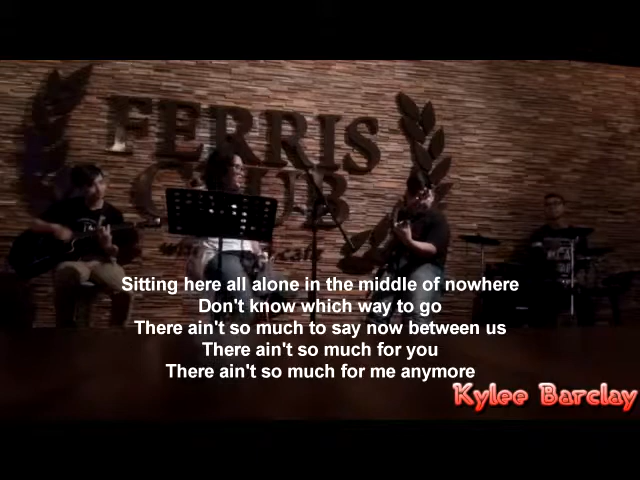 FERRIS
CLUB
Sitting here all alone in the middle of nowhere
Don't know which way to go
There ain't so much to say now between us
There ain't so much for you
There ain't so much for me anymore
Kylee Barclay